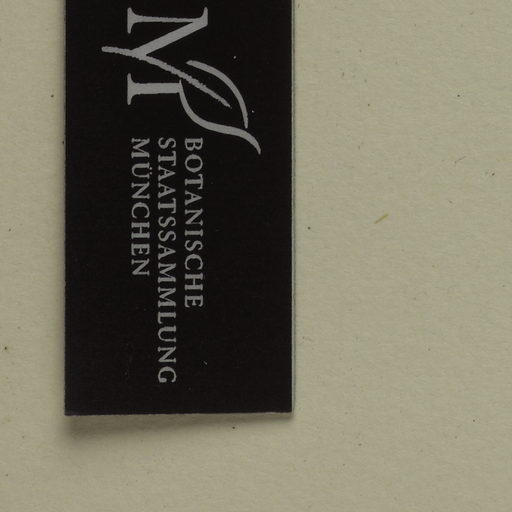 M
BOTANISCHE
STAATSSAMMLUNG
MÜNCHEN